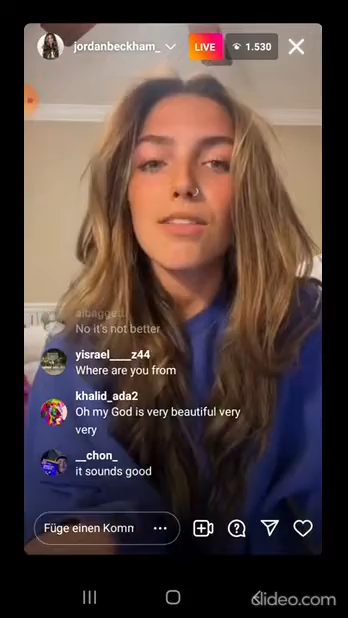 jordanbeckham_
LIVE
1.530
No it's not better
yisrael____z44
Where are you from
khalid_ada2
Oh my God is very beautiful very
very
__chon_
it sounds good
Füge einen Komm
clideo.com